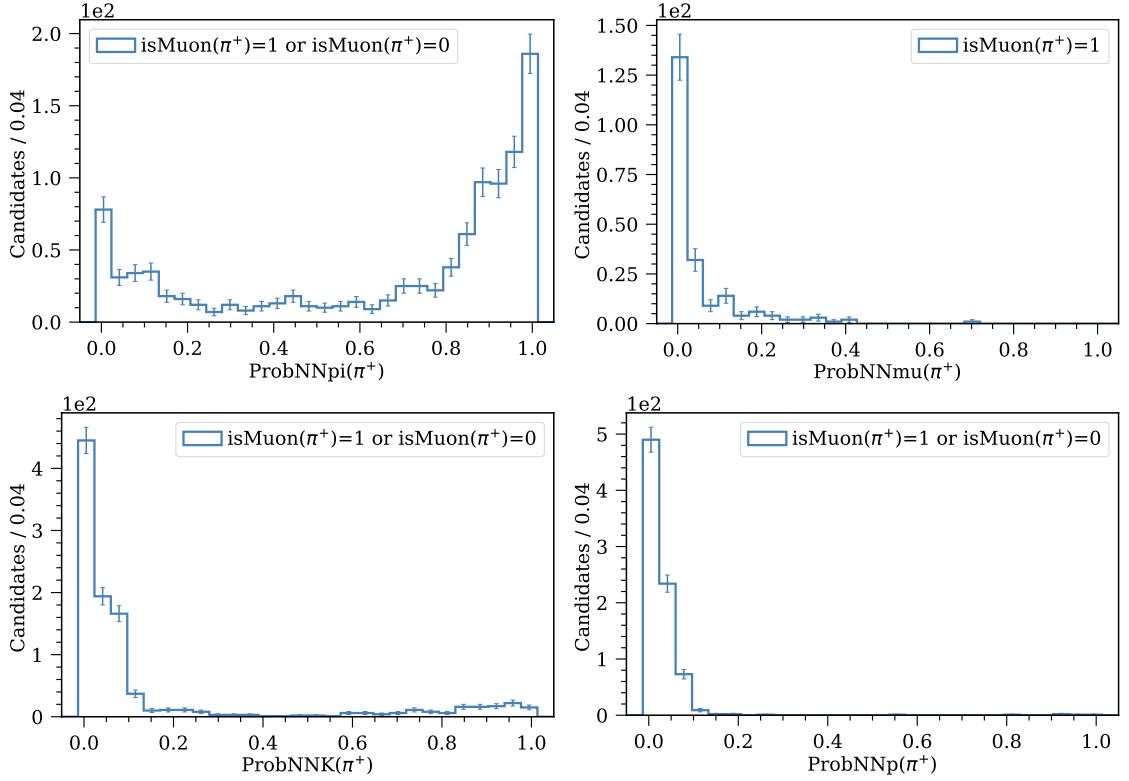 1e2
isMuon(π⁺)=1 or isMuon(π⁺)=0
Candidates / 0.04
2.0
1.5
1.0
0.5
0.0
0.0 0.2 0.4 0.6 0.8 1.0
ProbNNpi(π⁺)
1e2
isMuon(π⁺)=1
Candidates / 0.04
1.50
1.25
1.00
0.75
0.50
0.25
0.00
0.0 0.2 0.4 0.6 0.8 1.0
ProbNNmu(π⁺)
1e2
isMuon(π⁺)=1 or isMuon(π⁺)=0
Candidates / 0.04
4
3
2
1
0
0.0 0.2 0.4 0.6 0.8 1.0
ProbNNK(π⁺)
1e2
isMuon(π⁺)=1 or isMuon(π⁺)=0
Candidates / 0.04
5
4
3
2
1
0
0.0 0.2 0.4 0.6 0.8 1.0
ProbNNp(π⁺)